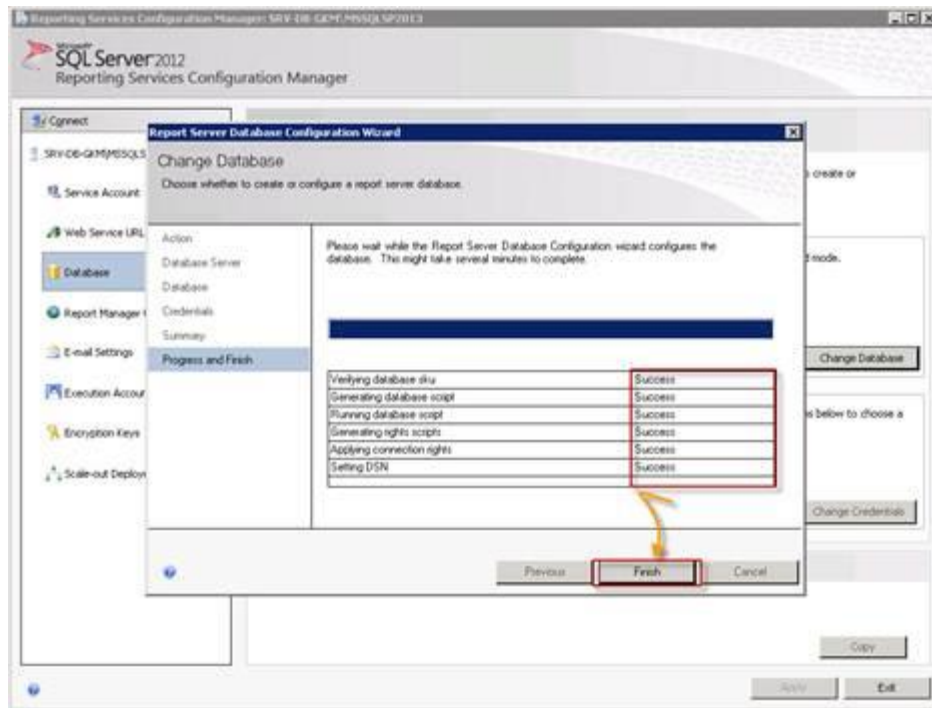 Reporting Services Configuration Manager: SRV-DB-GKM\MSSQLSP2013
Microsoft
SQL Server 2012
Reporting Services Configuration Manager
Connect
SRV-DB-GKM\MSSQLS
Service Account
Web Service URL
Database
Report Manager
E-mail Settings
Execution Accour
Encryption Keys
Scale-out Deploy
Report Server Database Configuration Wizard
Change Database
Choose whether to create or configure a report server database.
Action
Database Server
Database
Credentials
Summary
Progress and Finish
Please wait while the Report Server Database Configuration wizard configures the
database. This might take several minutes to complete.
Verifying database sku Success
Generating database script Success
Running database script Success
Generating rights scripts Success
Applying connection rights Success
Setting DSN Success
Previous Finish Cancel
create or
mode.
Change Database
below to choose a
Change Credentials
Copy
Apply Exit